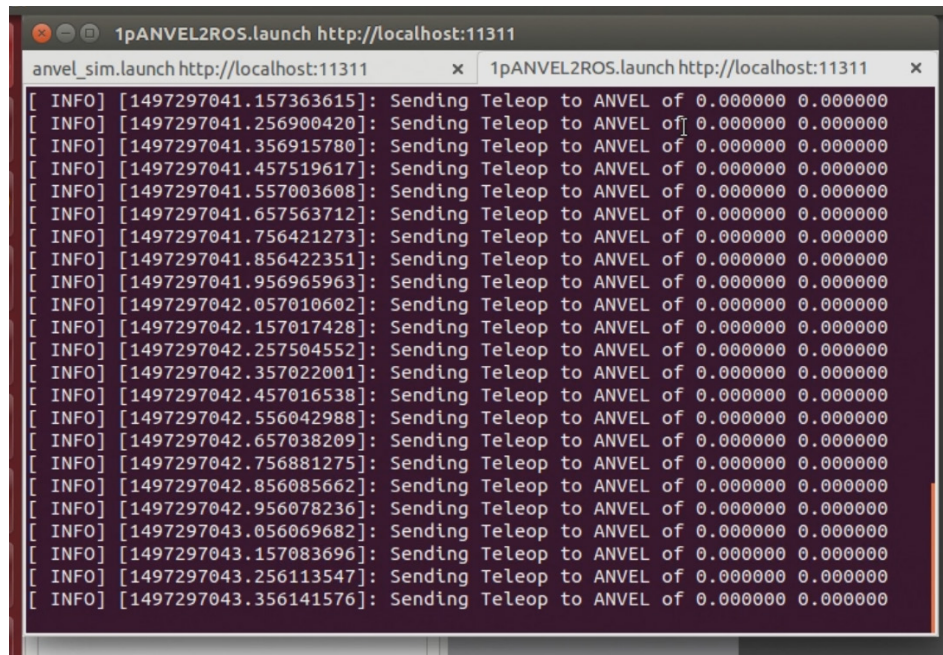 1pANVEL2ROS.launch http://localhost:11311
anvel_sim.launch http://localhost:11311 × 1pANVEL2ROS.launch http://localhost:11311 ×
[ INFO] [1497297041.157363615]: Sending Teleop to ANVEL of 0.000000 0.000000
[ INFO] [1497297041.256900420]: Sending Teleop to ANVEL of 0.000000 0.000000
[ INFO] [1497297041.356915780]: Sending Teleop to ANVEL of 0.000000 0.000000
[ INFO] [1497297041.457519617]: Sending Teleop to ANVEL of 0.000000 0.000000
[ INFO] [1497297041.557003608]: Sending Teleop to ANVEL of 0.000000 0.000000
[ INFO] [1497297041.657563712]: Sending Teleop to ANVEL of 0.000000 0.000000
[ INFO] [1497297041.756421273]: Sending Teleop to ANVEL of 0.000000 0.000000
[ INFO] [1497297041.856422351]: Sending Teleop to ANVEL of 0.000000 0.000000
[ INFO] [1497297041.956965963]: Sending Teleop to ANVEL of 0.000000 0.000000
[ INFO] [1497297042.057010602]: Sending Teleop to ANVEL of 0.000000 0.000000
[ INFO] [1497297042.157017428]: Sending Teleop to ANVEL of 0.000000 0.000000
[ INFO] [1497297042.257504552]: Sending Teleop to ANVEL of 0.000000 0.000000
[ INFO] [1497297042.357022001]: Sending Teleop to ANVEL of 0.000000 0.000000
[ INFO] [1497297042.457016538]: Sending Teleop to ANVEL of 0.000000 0.000000
[ INFO] [1497297042.556042988]: Sending Teleop to ANVEL of 0.000000 0.000000
[ INFO] [1497297042.657038209]: Sending Teleop to ANVEL of 0.000000 0.000000
[ INFO] [1497297042.756881275]: Sending Teleop to ANVEL of 0.000000 0.000000
[ INFO] [1497297042.856085662]: Sending Teleop to ANVEL of 0.000000 0.000000
[ INFO] [1497297042.956078236]: Sending Teleop to ANVEL of 0.000000 0.000000
[ INFO] [1497297043.056069682]: Sending Teleop to ANVEL of 0.000000 0.000000
[ INFO] [1497297043.157083696]: Sending Teleop to ANVEL of 0.000000 0.000000
[ INFO] [1497297043.256113547]: Sending Teleop to ANVEL of 0.000000 0.000000
[ INFO] [1497297043.356141576]: Sending Teleop to ANVEL of 0.000000 0.000000